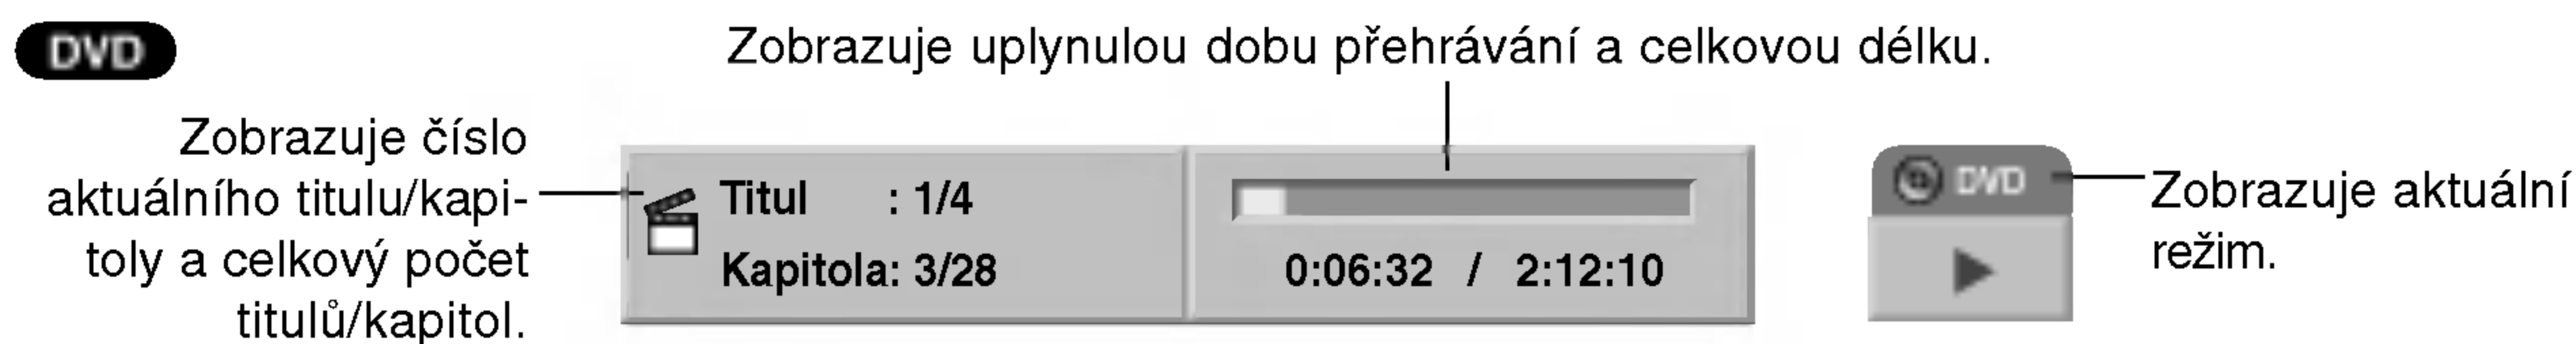 DVD
Zobrazuje uplynulou dobu přehrávání a celkovou délku.
Zobrazuje číslo
aktuálního titulu/kapi-
toly a celkový počet
titulů/kapitol.
Titul : 1/4
Kapitola: 3/28
0:06:32 / 2:12:10
DVD
Zobrazuje aktuální
režim.